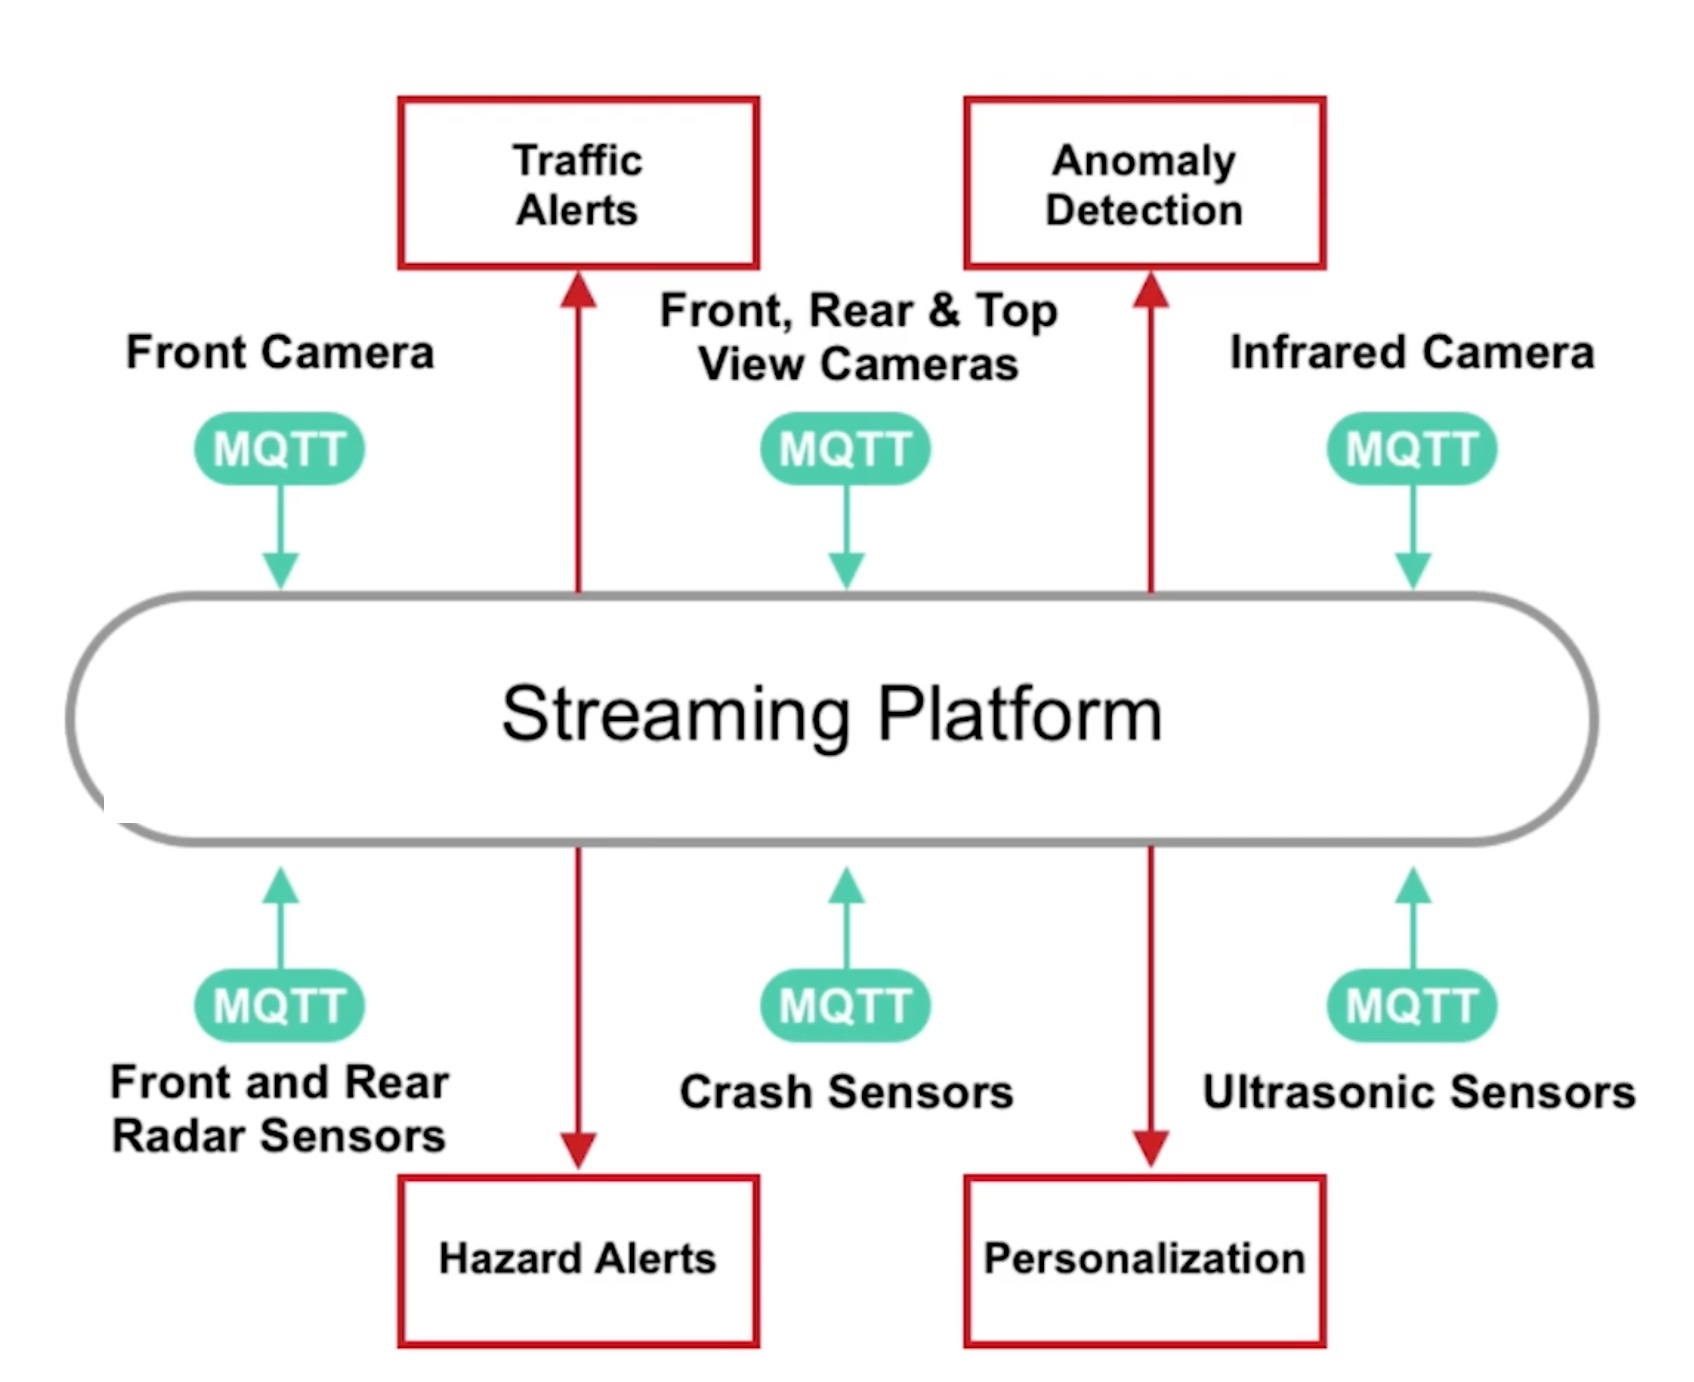 Traffic
Alerts
Anomaly
Detection
Front Camera
Front, Rear & Top
View Cameras
Infrared Camera
MQTT
MQTT
MQTT
Streaming Platform
MQTT
MQTT
MQTT
Front and Rear
Radar Sensors
Crash Sensors
Ultrasonic Sensors
Hazard Alerts
Personalization